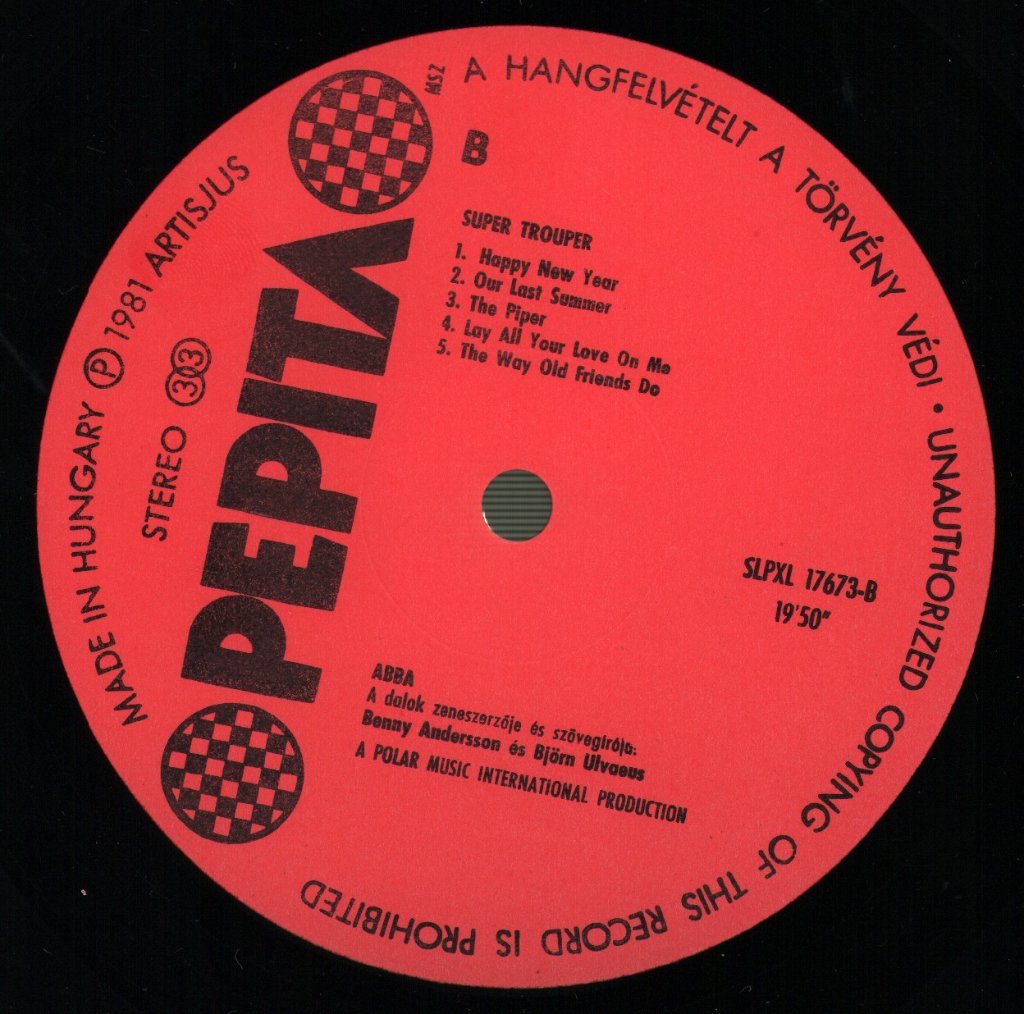 A HANGFELVÉTELT A TÖRVÉNY VÉDI • UNAUTHORIZED COPYING OF THIS RECORD IS PROHIBITED
MADE IN HUNGARY Ⓟ 1981 ARTISJUS
MSZ
STEREO 33
PEPITA
B
SUPER TROUPER
1. Happy New Year
2. Our Last Summer
3. The Piper
4. Lay All Your Love On Me
5. The Way Old Friends Do
SLPXL 17673-B
19'50"
ABBA
A dalok zeneszerzője és szövegírója:
Benny Andersson és Björn Ulvaeus
A POLAR MUSIC INTERNATIONAL PRODUCTION